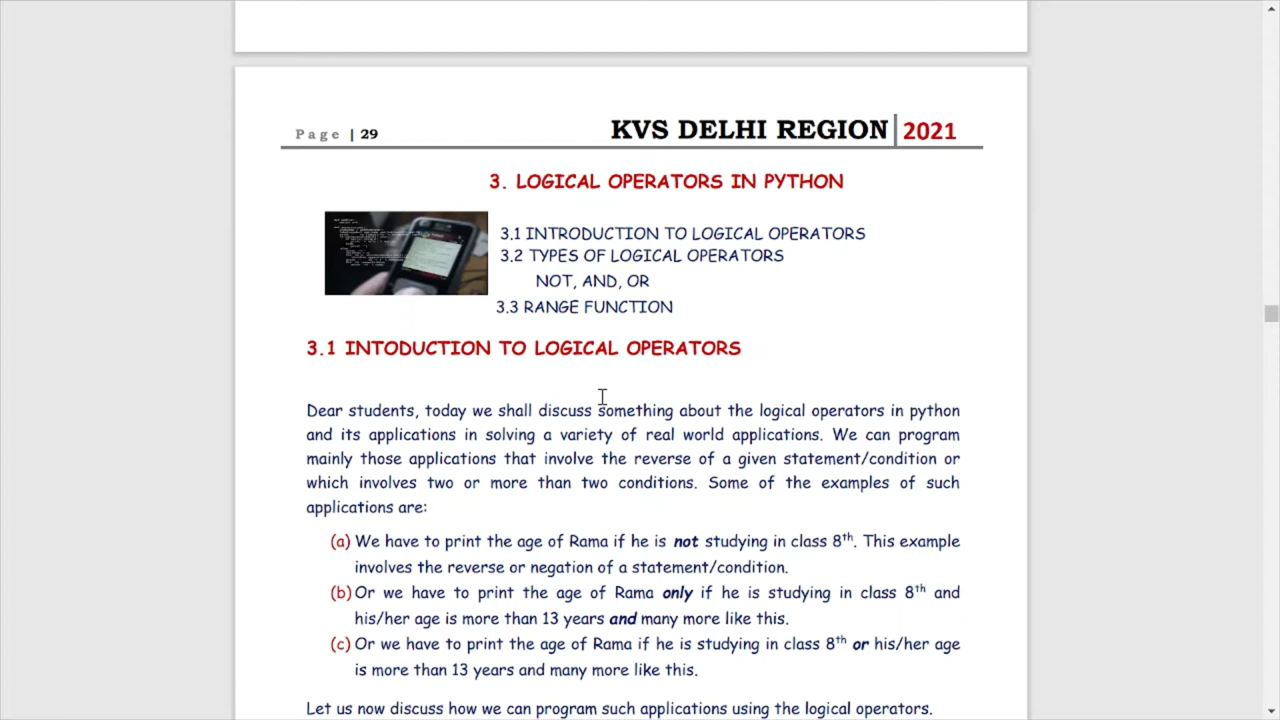 Page | 29
KVS DELHI REGION 2021
3. LOGICAL OPERATORS IN PYTHON
3.1 INTRODUCTION TO LOGICAL OPERATORS
3.2 TYPES OF LOGICAL OPERATORS
NOT, AND, OR
3.3 RANGE FUNCTION
3.1 INTODUCTION TO LOGICAL OPERATORS
Dear students, today we shall discuss something about the logical operators in python
and its applications in solving a variety of real world applications. We can program
mainly those applications that involve the reverse of a given statement/condition or
which involves two or more than two conditions. Some of the examples of such
applications are:
(a) We have to print the age of Rama if he is not studying in class 8th. This example
involves the reverse or negation of a statement/condition.
(b) Or we have to print the age of Rama only if he is studying in class 8th and
his/her age is more than 13 years and many more like this.
(c) Or we have to print the age of Rama if he is studying in class 8th or his/her age
is more than 13 years and many more like this.
Let us now discuss how we can program such applications using the logical operators.